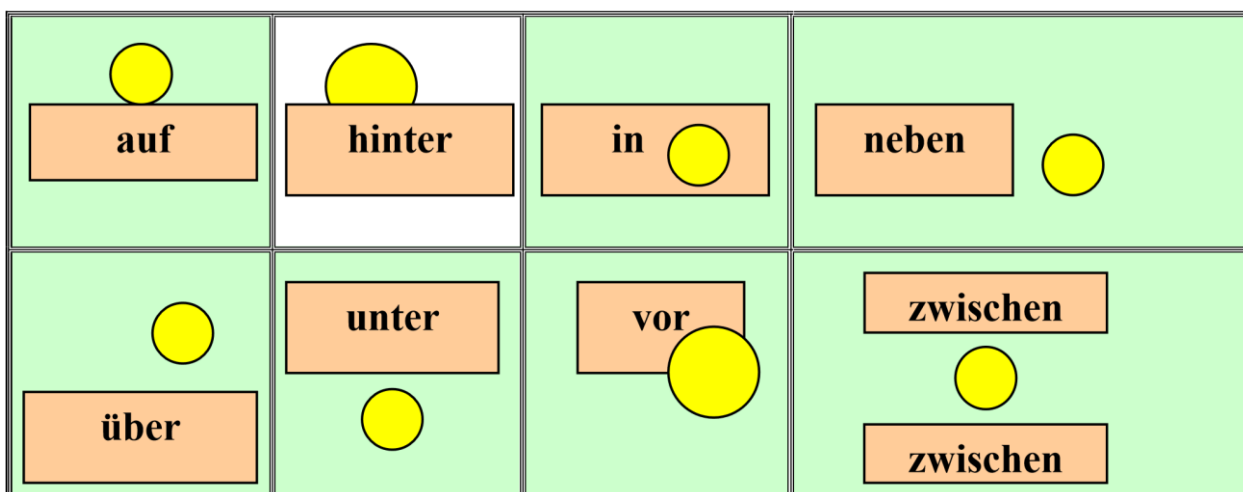 auf
hinter
in
neben
über
unter
vor
zwischen
zwischen